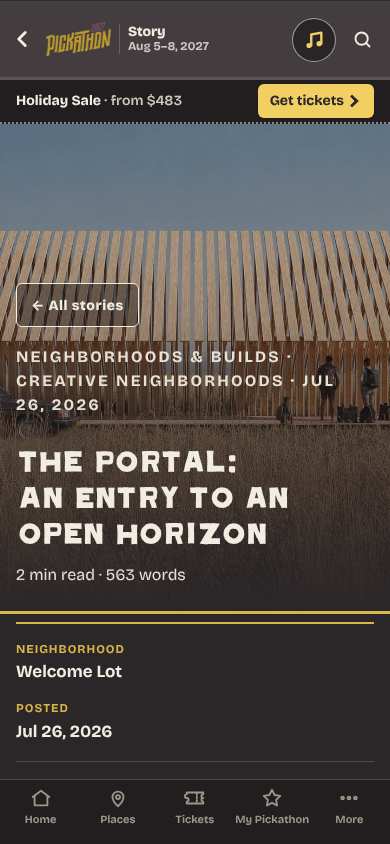 PICKATHON
Story
Aug 5–8, 2027
Holiday Sale · from $483
Get tickets
← All stories
NEIGHBORHOODS & BUILDS ·
CREATIVE NEIGHBORHOODS · JUL
26, 2026
THE PORTAL:
AN ENTRY TO AN
OPEN HORIZON
2 min read · 563 words
NEIGHBORHOOD
Welcome Lot
POSTED
Jul 26, 2026
Home
Places
Tickets
My Pickathon
More